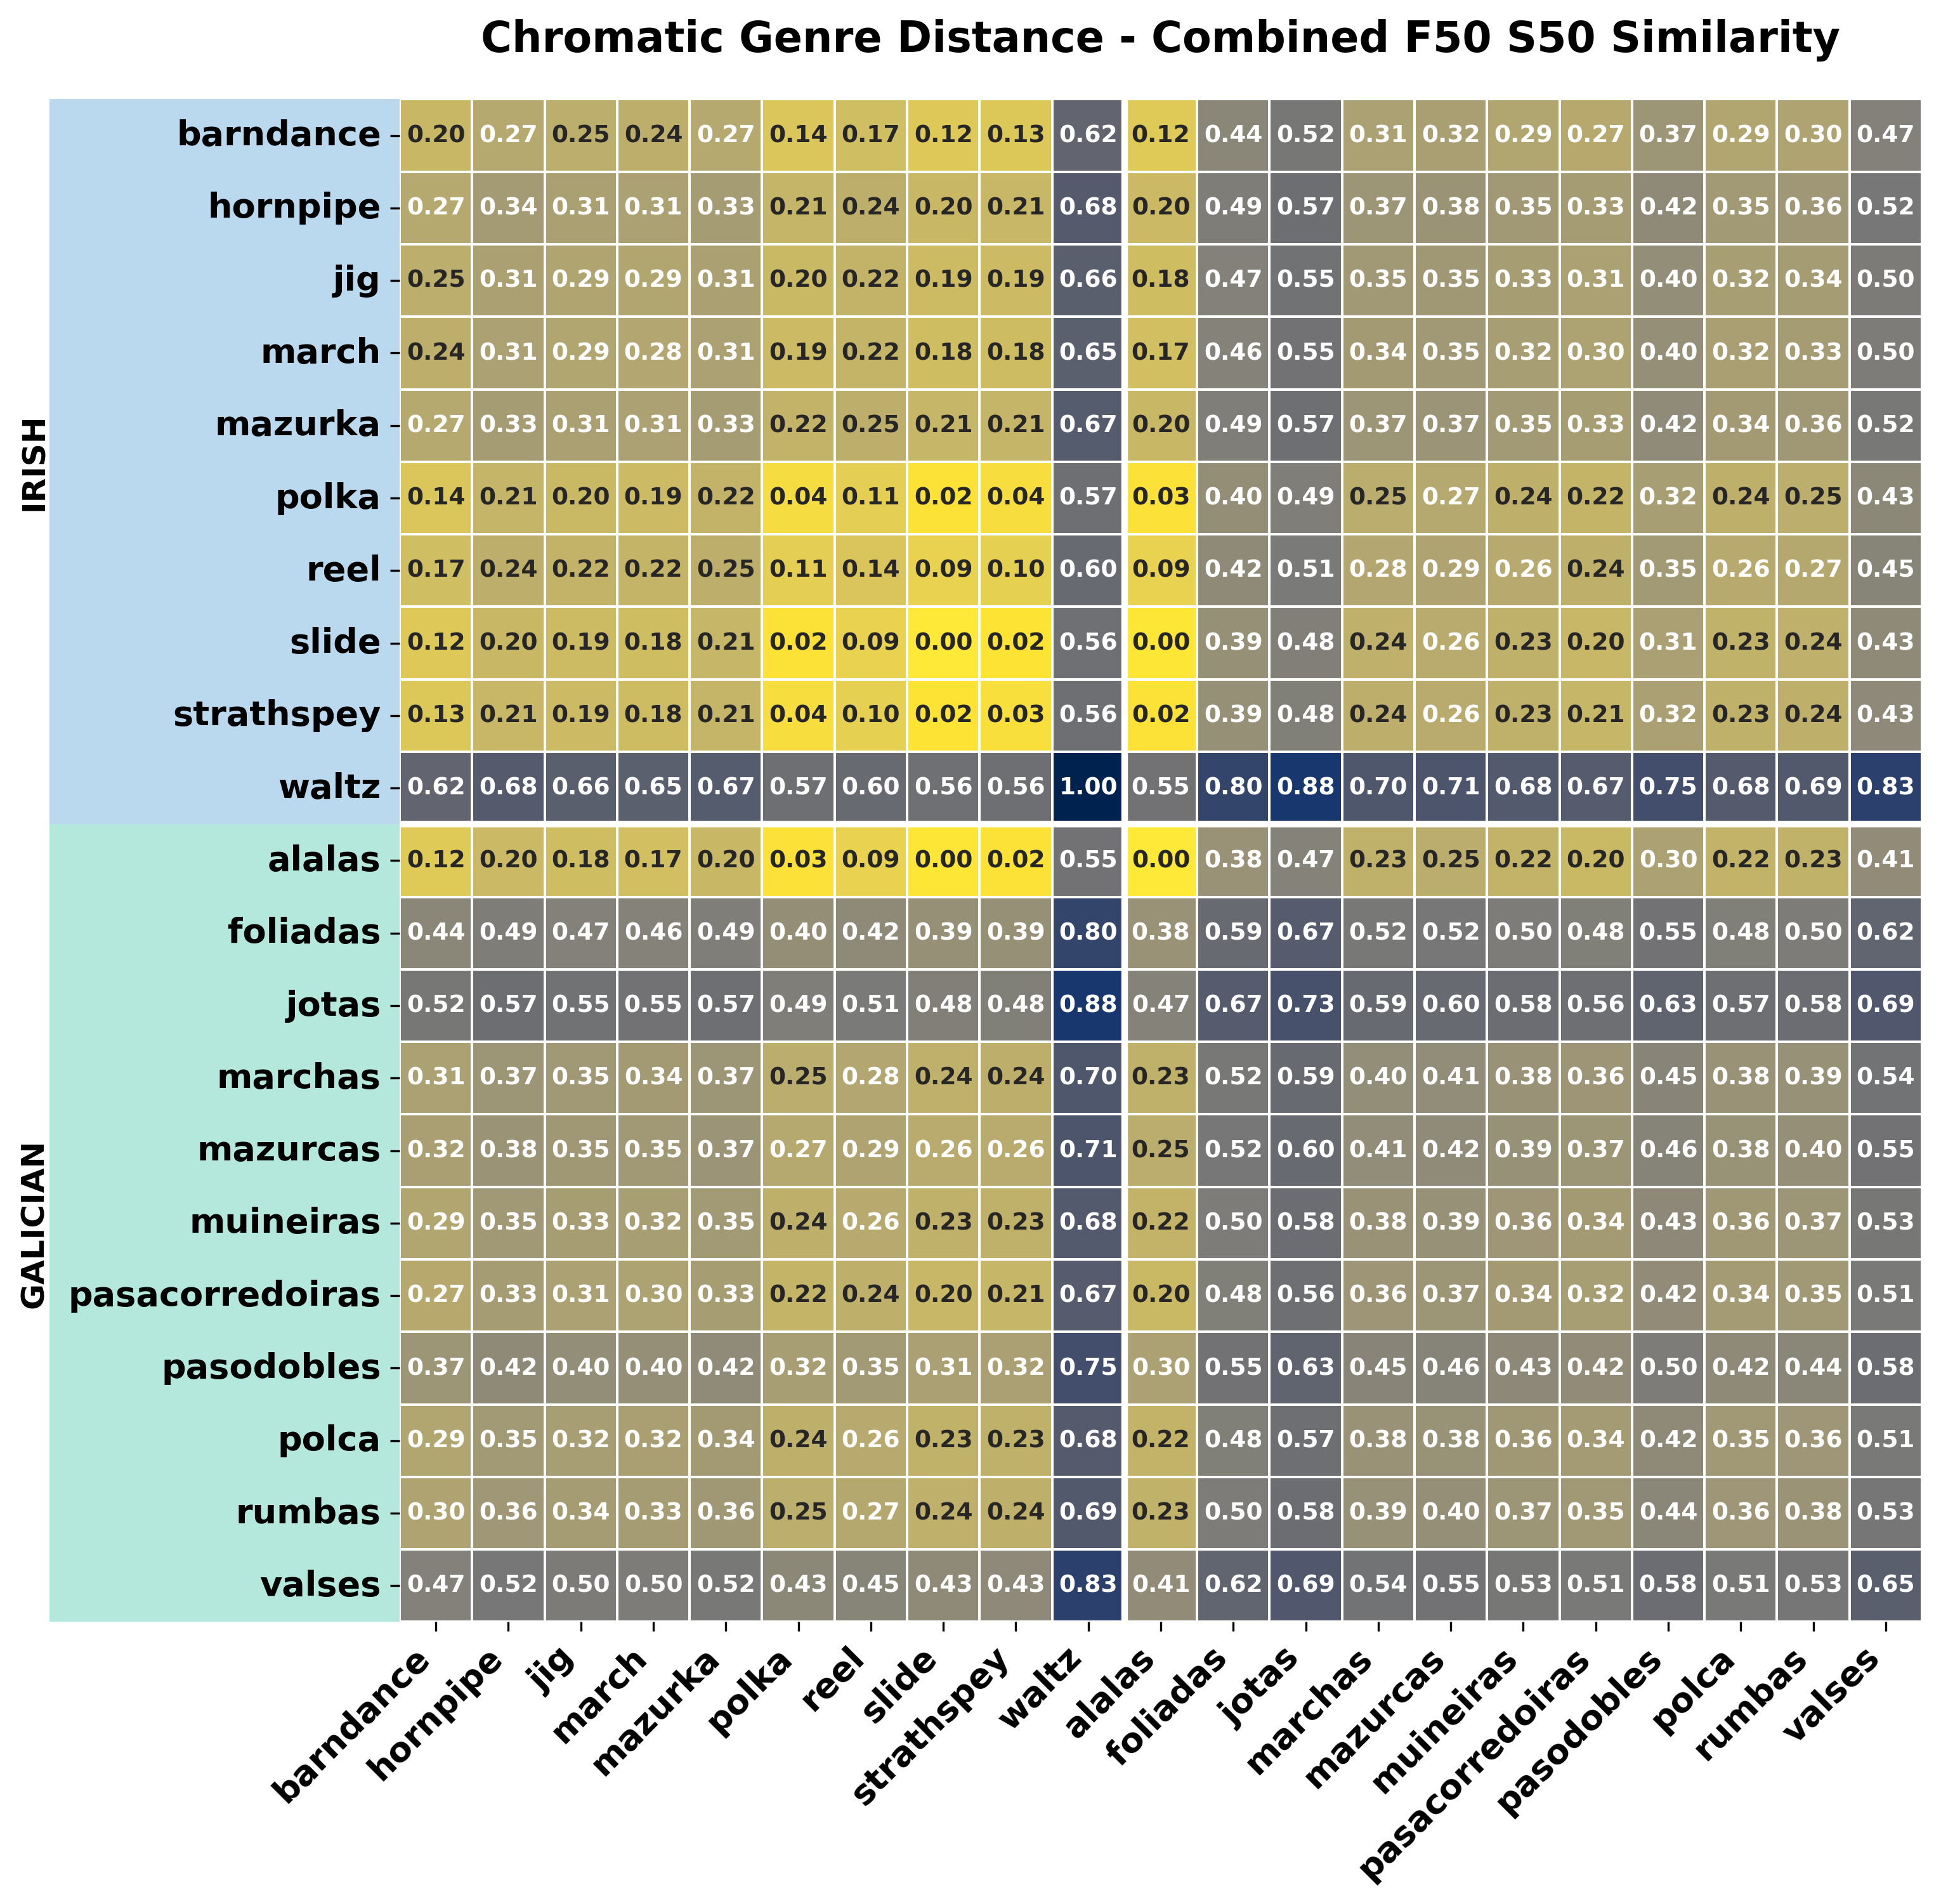 Chromatic Genre Distance - Combined F50 S50 Similarity
IRISH
barndance 0.20 0.27 0.25 0.24 0.27 0.14 0.17 0.12 0.13 0.62 0.12 0.44 0.52 0.31 0.32 0.29 0.27 0.37 0.29 0.30 0.47
hornpipe 0.27 0.34 0.31 0.31 0.33 0.21 0.24 0.20 0.21 0.68 0.20 0.49 0.57 0.37 0.38 0.35 0.33 0.42 0.35 0.36 0.52
jig 0.25 0.31 0.29 0.29 0.31 0.20 0.22 0.19 0.19 0.66 0.18 0.47 0.55 0.35 0.35 0.33 0.31 0.40 0.32 0.34 0.50
march 0.24 0.31 0.29 0.28 0.31 0.19 0.22 0.18 0.18 0.65 0.17 0.46 0.55 0.34 0.35 0.32 0.30 0.40 0.32 0.33 0.50
mazurka 0.27 0.33 0.31 0.31 0.33 0.22 0.25 0.21 0.21 0.67 0.20 0.49 0.57 0.37 0.37 0.35 0.33 0.42 0.34 0.36 0.52
polka 0.14 0.21 0.20 0.19 0.22 0.04 0.11 0.02 0.04 0.57 0.03 0.40 0.49 0.25 0.27 0.24 0.22 0.32 0.24 0.25 0.43
reel 0.17 0.24 0.22 0.22 0.25 0.11 0.14 0.09 0.10 0.60 0.09 0.42 0.51 0.28 0.29 0.26 0.24 0.35 0.26 0.27 0.45
slide 0.12 0.20 0.19 0.18 0.21 0.02 0.09 0.00 0.02 0.56 0.00 0.39 0.48 0.24 0.26 0.23 0.20 0.31 0.23 0.24 0.43
strathspey 0.13 0.21 0.19 0.18 0.21 0.04 0.10 0.02 0.03 0.56 0.02 0.39 0.48 0.24 0.26 0.23 0.21 0.32 0.23 0.24 0.43
waltz 0.62 0.68 0.66 0.65 0.67 0.57 0.60 0.56 0.56 1.00 0.55 0.80 0.88 0.70 0.71 0.68 0.67 0.75 0.68 0.69 0.83
GALICIAN
alalas 0.12 0.20 0.18 0.17 0.20 0.03 0.09 0.00 0.02 0.55 0.00 0.38 0.47 0.23 0.25 0.22 0.20 0.30 0.22 0.23 0.41
foliadas 0.44 0.49 0.47 0.46 0.49 0.40 0.42 0.39 0.39 0.80 0.38 0.59 0.67 0.52 0.52 0.50 0.48 0.55 0.48 0.50 0.62
jotas 0.52 0.57 0.55 0.55 0.57 0.49 0.51 0.48 0.48 0.88 0.47 0.67 0.73 0.59 0.60 0.58 0.56 0.63 0.57 0.58 0.69
marchas 0.31 0.37 0.35 0.34 0.37 0.25 0.28 0.24 0.24 0.70 0.23 0.52 0.59 0.40 0.41 0.38 0.36 0.45 0.38 0.39 0.54
mazurcas 0.32 0.38 0.35 0.35 0.37 0.27 0.29 0.26 0.26 0.71 0.25 0.52 0.60 0.41 0.42 0.39 0.37 0.46 0.38 0.40 0.55
muineiras 0.29 0.35 0.33 0.32 0.35 0.24 0.26 0.23 0.23 0.68 0.22 0.50 0.58 0.38 0.39 0.36 0.34 0.43 0.36 0.37 0.53
pasacorredoiras 0.27 0.33 0.31 0.30 0.33 0.22 0.24 0.20 0.21 0.67 0.20 0.48 0.56 0.36 0.37 0.34 0.32 0.42 0.34 0.35 0.51
pasodobles 0.37 0.42 0.40 0.40 0.42 0.32 0.35 0.31 0.32 0.75 0.30 0.55 0.63 0.45 0.46 0.43 0.42 0.50 0.42 0.44 0.58
polca 0.29 0.35 0.32 0.32 0.34 0.24 0.26 0.23 0.23 0.68 0.22 0.48 0.57 0.38 0.38 0.36 0.34 0.42 0.35 0.36 0.51
rumbas 0.30 0.36 0.34 0.33 0.36 0.25 0.27 0.24 0.24 0.69 0.23 0.50 0.58 0.39 0.40 0.37 0.35 0.44 0.36 0.38 0.53
valses 0.47 0.52 0.50 0.50 0.52 0.43 0.45 0.43 0.43 0.83 0.41 0.62 0.69 0.54 0.55 0.53 0.51 0.58 0.51 0.53 0.65
barndance
hornpipe
jig
march
mazurka
polka
reel
slide
strathspey
waltz
alalas
foliadas
jotas
marchas
mazurcas
muineiras
pasacorredoiras
pasodobles
polca
rumbas
valses